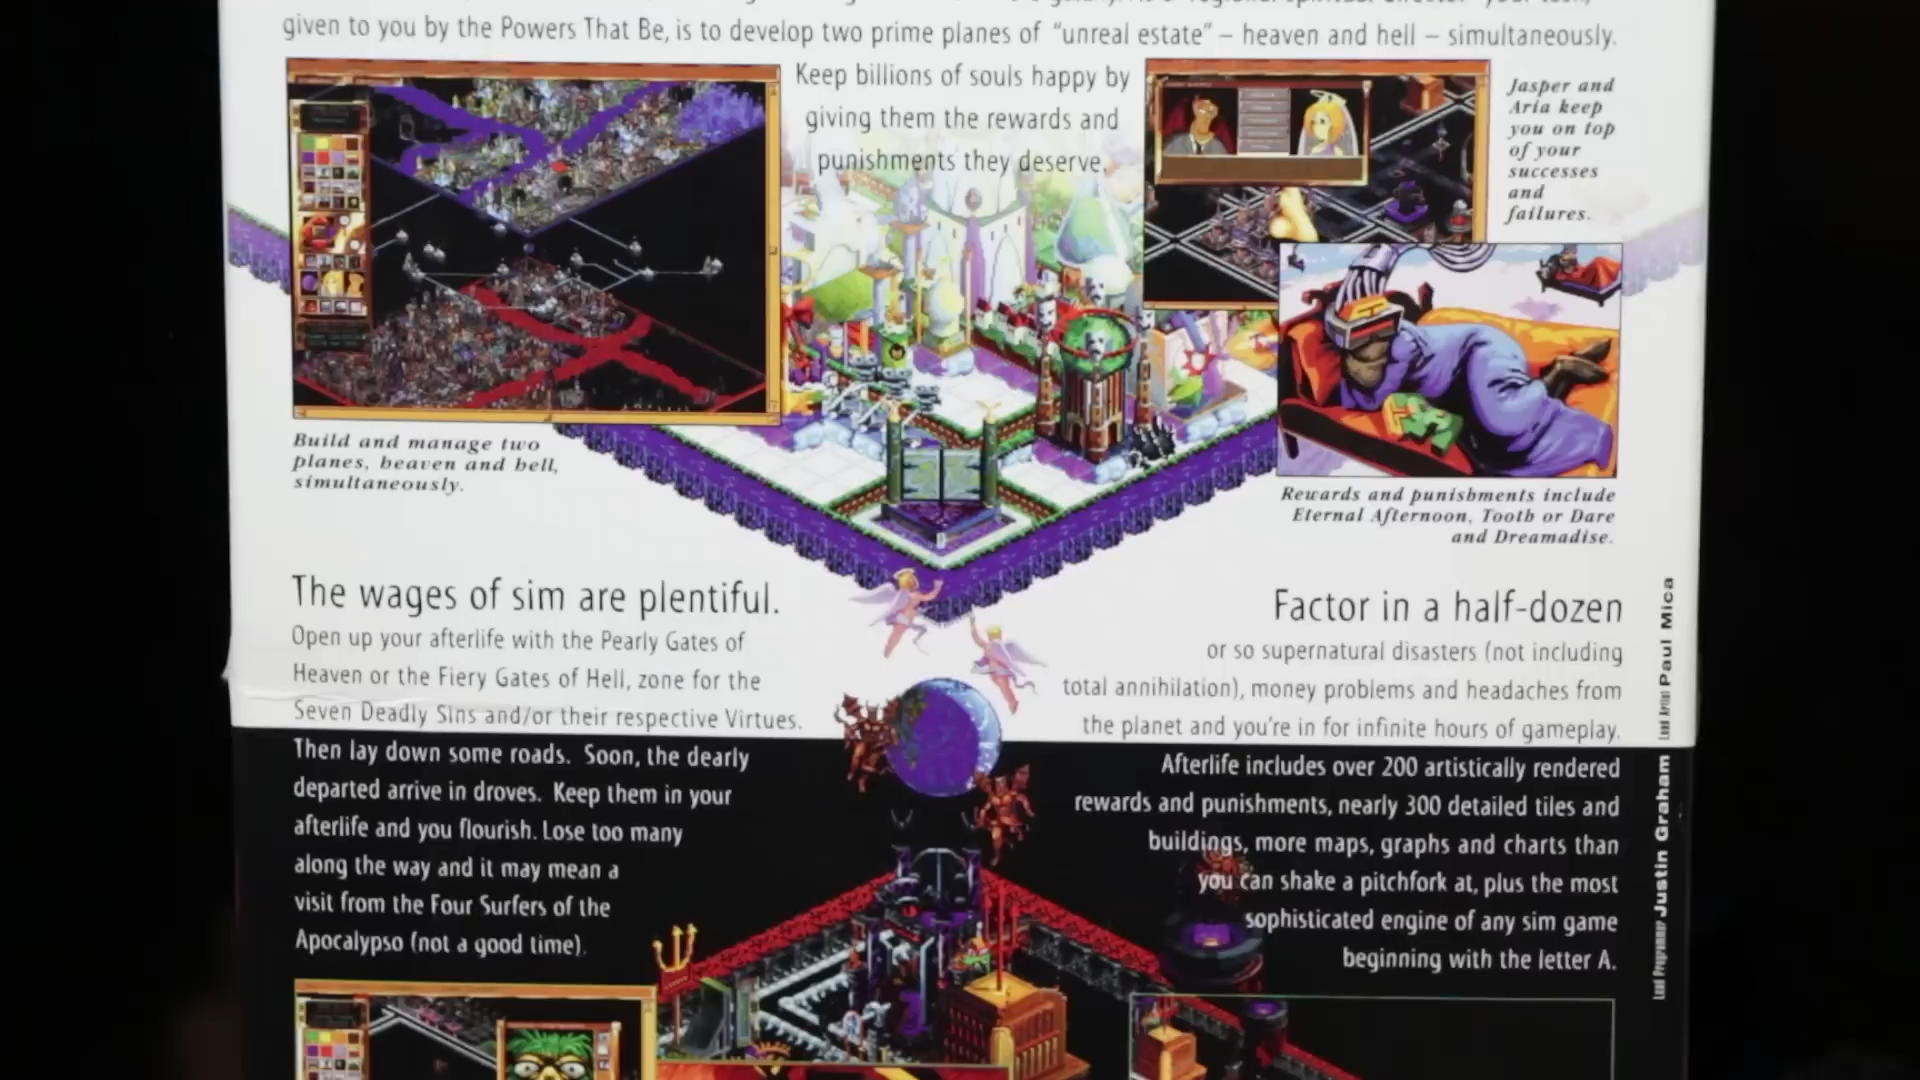 given to you by the Powers That Be, is to develop two prime planes of "unreal estate" – heaven and hell – simultaneously.
Keep billions of souls happy by
giving them the rewards and
punishments they deserve.
Jasper and
Aria keep
you on top
of your
successes
and
failures.
Build and manage two
planes, heaven and hell,
simultaneously.
Rewards and punishments include
Eternal Afternoon, Tooth or Dare
and Dreamadise.
The wages of sim are plentiful.
Open up your afterlife with the Pearly Gates of
Heaven or the Fiery Gates of Hell, zone for the
Seven Deadly Sins and/or their respective Virtues.
Then lay down some roads. Soon, the dearly
departed arrive in droves. Keep them in your
afterlife and you flourish. Lose too many
along the way and it may mean a
visit from the Four Surfers of the
Apocalypso (not a good time).
Factor in a half-dozen
or so supernatural disasters (not including
total annihilation), money problems and headaches from
the planet and you're in for infinite hours of gameplay.
Afterlife includes over 200 artistically rendered
rewards and punishments, nearly 300 detailed tiles and
buildings, more maps, graphs and charts than
you can shake a pitchfork at, plus the most
sophisticated engine of any sim game
beginning with the letter A.
Lead Programmer Justin Graham Lead Artist Paul Mica